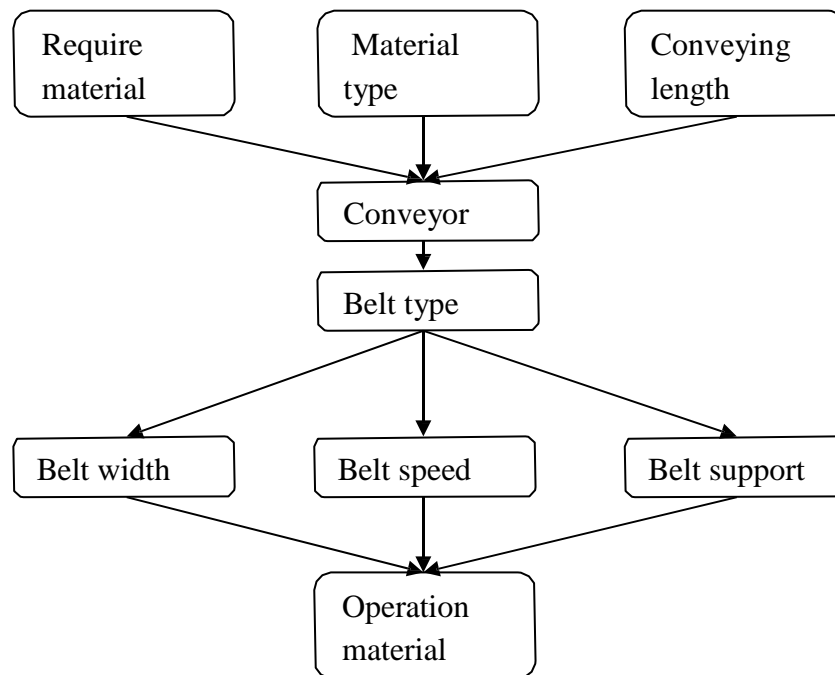 Require
material
Material
type
Conveying
length
Conveyor
Belt type
Belt width
Belt speed
Belt support
Operation
material